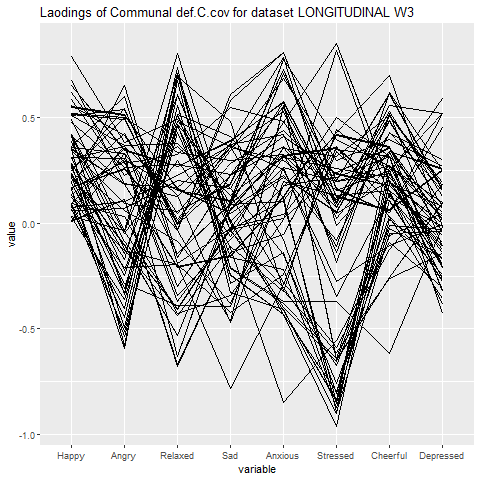 Laodings of Communal def.C.cov for dataset LONGITUDINAL W3
value
0.5
0.0
-0.5
-1.0
Happy Angry Relaxed Sad Anxious Stressed Cheerful Depressed
variable